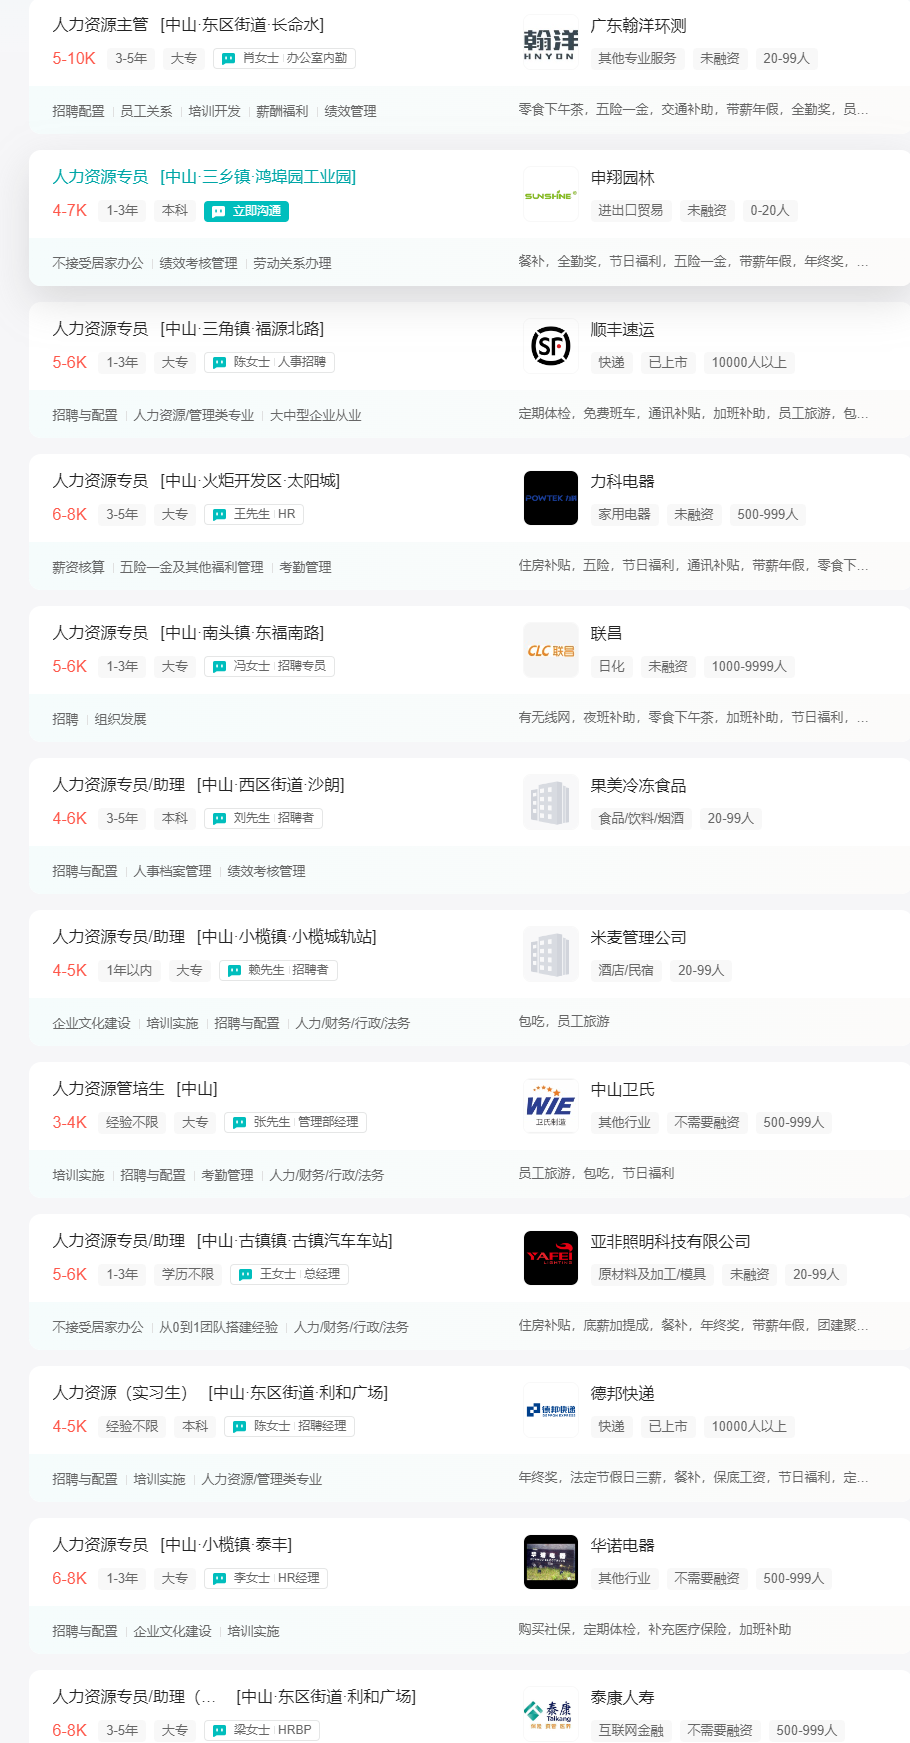 人力资源主管 [中山·东区街道·长命水]
5-10K 3-5年 大专 肖女士 办公室内勤
招聘配置 员工关系 培训开发 薪酬福利 绩效管理
翰洋
HNYON
广东翰洋环测
其他专业服务 未融资 20-99人
零食下午茶，五险一金，交通补助，带薪年假，全勤奖，员...
人力资源专员 [中山·三乡镇·鸿埠园工业园]
4-7K 1-3年 本科 立即沟通
不接受居家办公 绩效考核管理 劳动关系办理
SUNSHINE
申翔园林
进出口贸易 未融资 0-20人
餐补，全勤奖，节日福利，五险一金，带薪年假，年终奖，...
人力资源专员 [中山·三角镇·福源北路]
5-6K 1-3年 大专 陈女士 人事招聘
招聘与配置 人力资源/管理类专业 大中型企业从业
SF
顺丰速运
快递 已上市 10000人以上
定期体检，免费班车，通讯补贴，加班补助，员工旅游，包...
人力资源专员 [中山·火炬开发区·太阳城]
6-8K 3-5年 大专 王先生 HR
薪资核算 五险一金及其他福利管理 考勤管理
POWTEK 力科
力科电器
家用电器 未融资 500-999人
住房补贴，五险，节日福利，通讯补贴，带薪年假，零食下...
人力资源专员 [中山·南头镇·东福南路]
5-6K 1-3年 大专 冯女士 招聘专员
招聘 组织发展
CLC 联昌
联昌
日化 未融资 1000-9999人
有无线网，夜班补助，零食下午茶，加班补助，节日福利，...
人力资源专员/助理 [中山·西区街道·沙朗]
4-6K 3-5年 本科 刘先生 招聘者
招聘与配置 人事档案管理 绩效考核管理
果美冷冻食品
食品/饮料/烟酒 20-99人
人力资源专员/助理 [中山·小榄镇·小榄城轨站]
4-5K 1年以内 大专 赖先生 招聘者
企业文化建设 培训实施 招聘与配置 人力/财务/行政/法务
米麦管理公司
酒店/民宿 20-99人
包吃，员工旅游
人力资源管培生 [中山]
3-4K 经验不限 大专 张先生 管理部经理
培训实施 招聘与配置 考勤管理 人力/财务/行政/法务
WIE
卫氏制造
中山卫氏
其他行业 不需要融资 500-999人
员工旅游，包吃，节日福利
人力资源专员/助理 [中山·古镇镇·古镇汽车车站]
5-6K 1-3年 学历不限 王女士 总经理
不接受居家办公 从0到1团队搭建经验 人力/财务/行政/法务
YAFEI
LIGHTING
亚非照明科技有限公司
原材料及加工/模具 未融资 20-99人
住房补贴，底薪加提成，餐补，年终奖，带薪年假，团建聚...
人力资源（实习生） [中山·东区街道·利和广场]
4-5K 经验不限 本科 陈女士 招聘经理
招聘与配置 培训实施 人力资源/管理类专业
德邦快递
DEPPON EXPRESS
德邦快递
快递 已上市 10000人以上
年终奖，法定节假日三薪，餐补，保底工资，节日福利，定...
人力资源专员 [中山·小榄镇·泰丰]
6-8K 1-3年 大专 李女士 HR经理
招聘与配置 企业文化建设 培训实施
华诺电器
其他行业 不需要融资 500-999人
购买社保，定期体检，补充医疗保险，加班补助
人力资源专员/助理（... [中山·东区街道·利和广场]
6-8K 3-5年 大专 梁女士 HRBP
泰康
Taikang
泰康人寿
互联网金融 不需要融资 500-999人